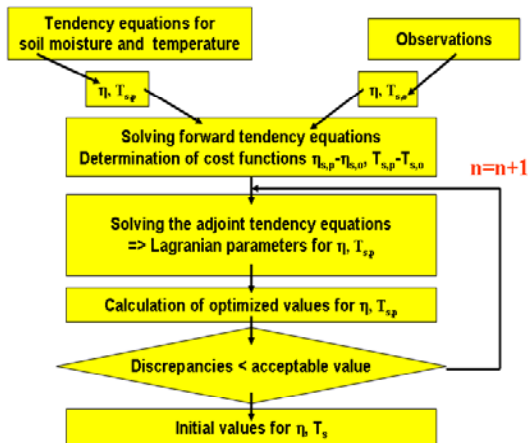 Tendency equations for
soil moisture and temperature
Observations
η, Ts,p
η, Ts,o
Solving forward tendency equations
Determination of cost functions ηs,p-ηs,o, Ts,p-Ts,o
n=n+1
Solving the adjoint tendency equations
=> Lagranian parameters for η, Ts,p
Calculation of optimized values for η, Ts,p
Discrepancies < acceptable value
Initial values for η, Ts